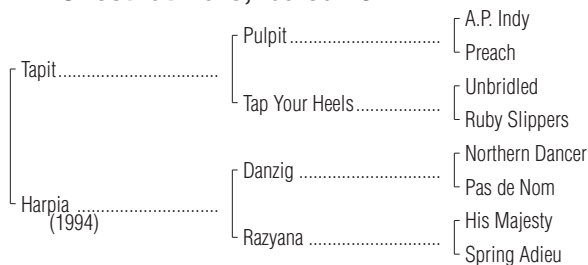 A.P. Indy
Pulpit
Preach
Tapit
Unbridled
Tap Your Heels
Ruby Slippers
Northern Dancer
Danzig
Pas de Nom
Harpia
(1994)
His Majesty
Razyana
Spring Adieu